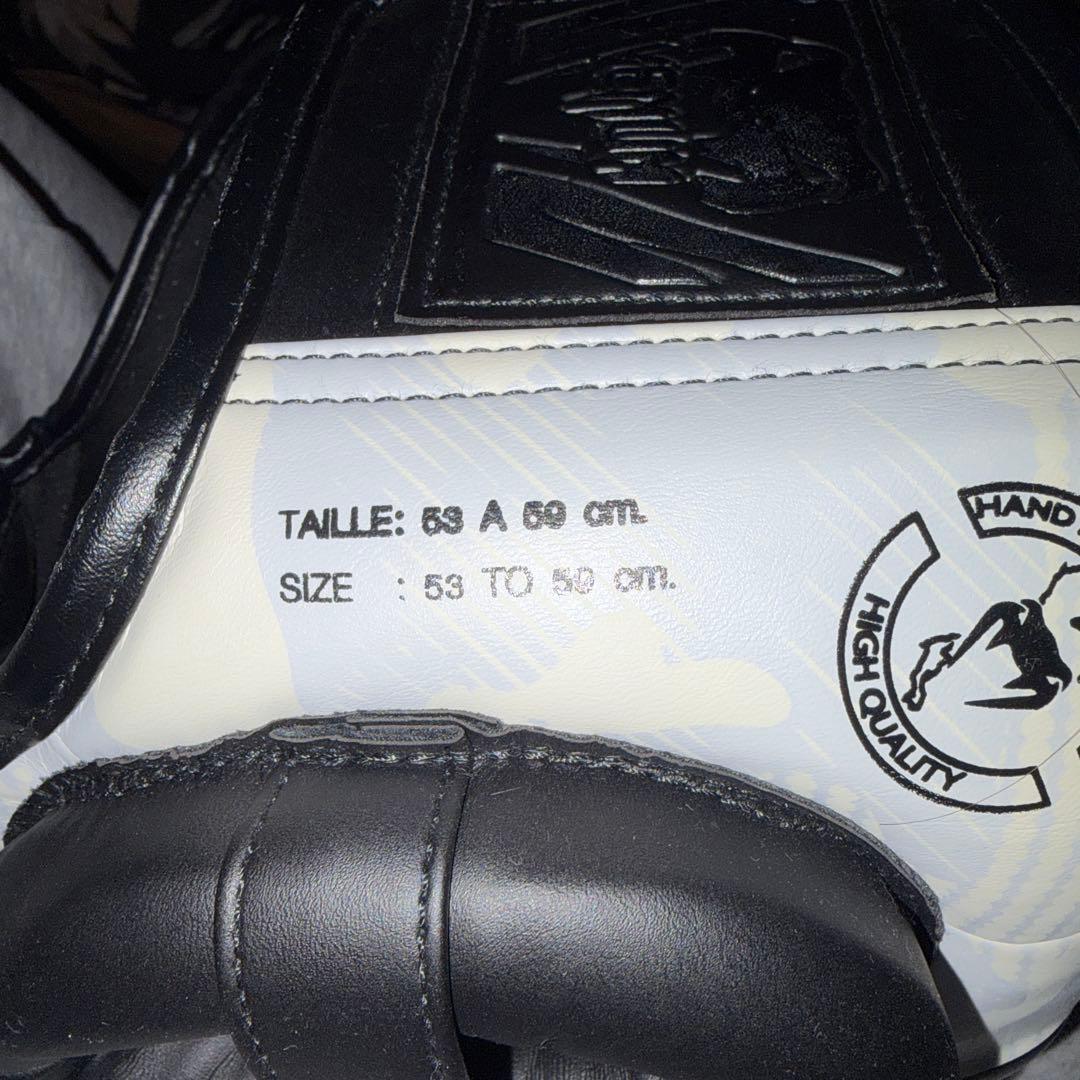 TAILLE: 53 A 59 cm.
SIZE : 53 TO 59 cm.
HAND
HIGH QUALITY